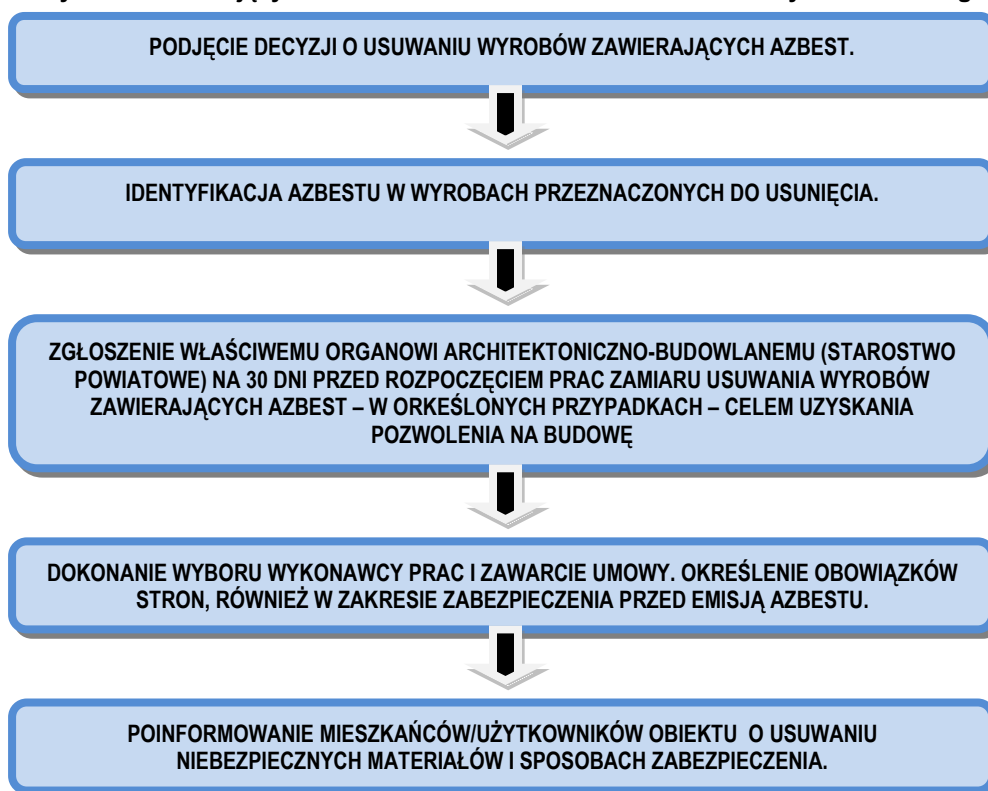 PODJĘCIE DECYZJI O USUWANIU WYROBÓW ZAWIERAJĄCYCH AZBEST.
IDENTYFIKACJA AZBESTU W WYROBACH PRZEZNACZONYCH DO USUNIĘCIA.
ZGŁOSZENIE WŁAŚCIWEMU ORGANOWI ARCHITEKTONICZNO-BUDOWLANEMU (STAROSTWO
POWIATOWE) NA 30 DNI PRZED ROZPOCZĘCIEM PRAC ZAMIARU USUWANIA WYROBÓW
ZAWIERAJĄCYCH AZBEST – W ORKEŚLONYCH PRZYPADKACH – CELEM UZYSKANIA
POZWOLENIA NA BUDOWĘ
DOKONANIE WYBORU WYKONAWCY PRAC I ZAWARCIE UMOWY. OKREŚLENIE OBOWIĄZKÓW
STRON, RÓWNIEŻ W ZAKRESIE ZABEZPIECZENIA PRZED EMISJĄ AZBESTU.
POINFORMOWANIE MIESZKAŃCÓW/UŻYTKOWNIKÓW OBIEKTU O USUWANIU
NIEBEZPIECZNYCH MATERIAŁÓW I SPOSOBACH ZABEZPIECZENIA.